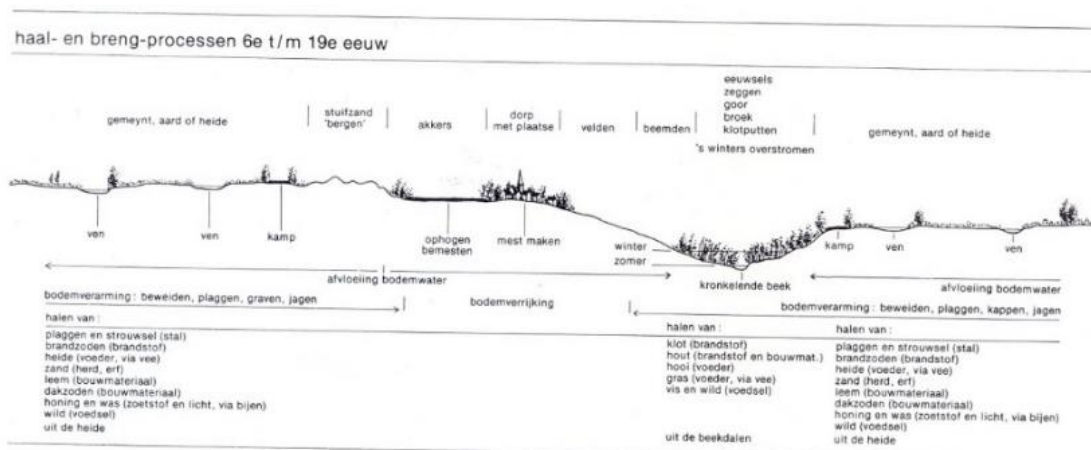 haal- en breng-processen 6e t/m 19e eeuw
gemeynt, aard of heide
stuifzand
'bergen'
akkers
dorp
met plaatse
velden
beemden
eeuwsels
zeggen
goor
broek
klotputten
's winters overstromen
gemeynt, aard of heide
ven
ven
kamp
ophogen
bemesten
mest maken
winter
zomer
kronkelende beek
kamp
ven
ven
afvloeiing bodemwater
afvloeiing bodemwater
bodemverarming: beweiden, plaggen, graven, jagen
bodemverrijking
bodemverarming: beweiden, plaggen, kappen, jagen
halen van :
plaggen en strouwsel (stal)
brandzoden (brandstof)
heide (voeder, via vee)
zand (herd, erf)
leem (bouwmateriaal)
dakzoden (bouwmateriaal)
honing en was (zoetstof en licht, via bijen)
wild (voedsel)
uit de heide
halen van :
klot (brandstof)
hout (brandstof en bouwmat.)
hooi (voeder)
gras (voeder, via vee)
vis en wild (voedsel)
uit de beekdalen
halen van :
plaggen en strouwsel (stal)
brandzoden (brandstof)
heide (voeder, via vee)
zand (herd, erf)
leem (bouwmateriaal)
dakzoden (bouwmateriaal)
honing en was (zoetstof en licht, via bijen)
wild (voedsel)
uit de heide